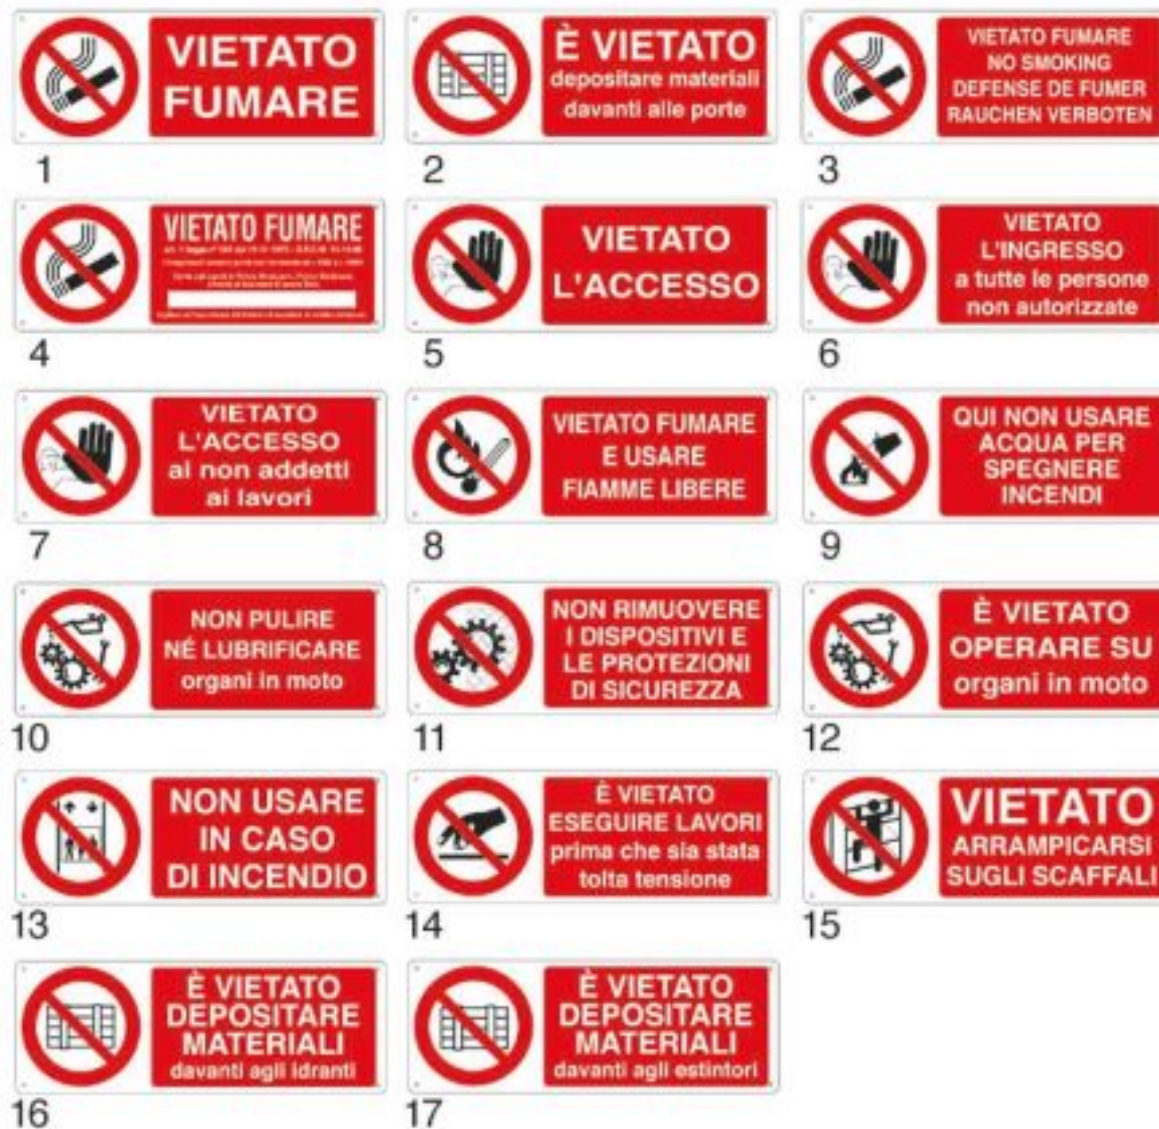 VIETATO
FUMARE
1
È VIETATO
depositare materiali
davanti alle porte
2
VIETATO FUMARE
NO SMOKING
DEFENSE DE FUMER
RAUCHEN VERBOTEN
3
VIETATO FUMARE
4
VIETATO
L'ACCESSO
5
VIETATO
L'INGRESSO
a tutte le persone
non autorizzate
6
VIETATO
L'ACCESSO
ai non addetti
ai lavori
7
VIETATO FUMARE
E USARE
FIAMME LIBERE
8
QUI NON USARE
ACQUA PER
SPEGNERE
INCENDI
9
NON PULIRE
NÉ LUBRIFICARE
organi in moto
10
NON RIMUOVERE
I DISPOSITIVI E
LE PROTEZIONI
DI SICUREZZA
11
È VIETATO
OPERARE SU
organi in moto
12
NON USARE
IN CASO
DI INCENDIO
13
È VIETATO
ESEGUIRE LAVORI
prima che sia stata
tolta tensione
14
VIETATO
ARRAMPICARSI
SUGLI SCAFFALI
15
È VIETATO
DEPOSITARE
MATERIALI
davanti agli idranti
16
È VIETATO
DEPOSITARE
MATERIALI
davanti agli estintori
17